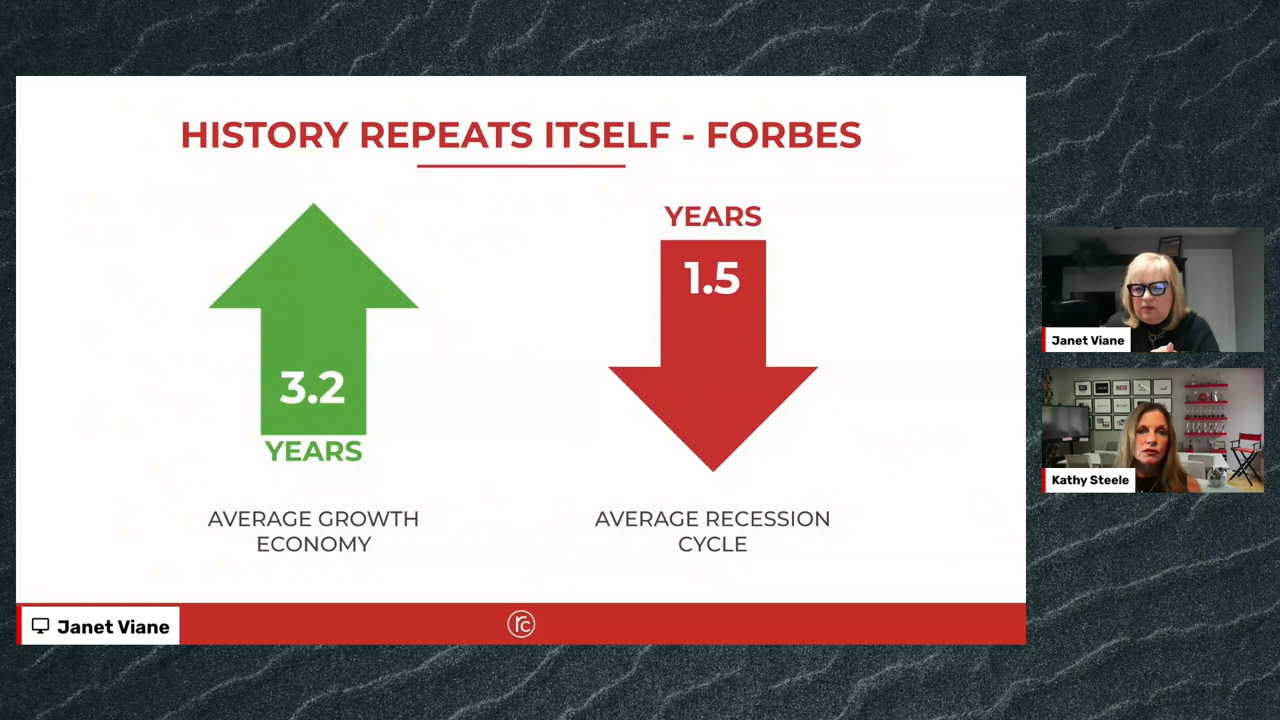 HISTORY REPEATS ITSELF - FORBES
3.2
YEARS
AVERAGE GROWTH
ECONOMY
YEARS
1.5
AVERAGE RECESSION
CYCLE
Janet Viane
rc
Janet Viane
Kathy Steele